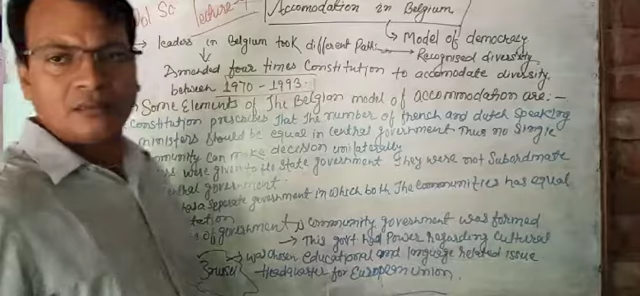 Pol Sc Lecture-
Accomodation in Belgium
→ leaders in Belgium took different Path: → Model of democracy
→ Recognised diversity
Amended four times Constitution to accomodate diversity
between 1970 - 1993.
Some Elements of The Belgian model of accommodation are:-
constitution prescribes that The number of french and dutch speaking
ministers should be equal in central government Thus no single
community can make decision unilaterally
were given to the state government They were not Subordinate
central government.
has a separate government in which both The communities has equal
of government, community government was formed
→ This govt had Power Regarding Cultural
Brussel → was chosen Educational and language related issue
Headquarter for European union.